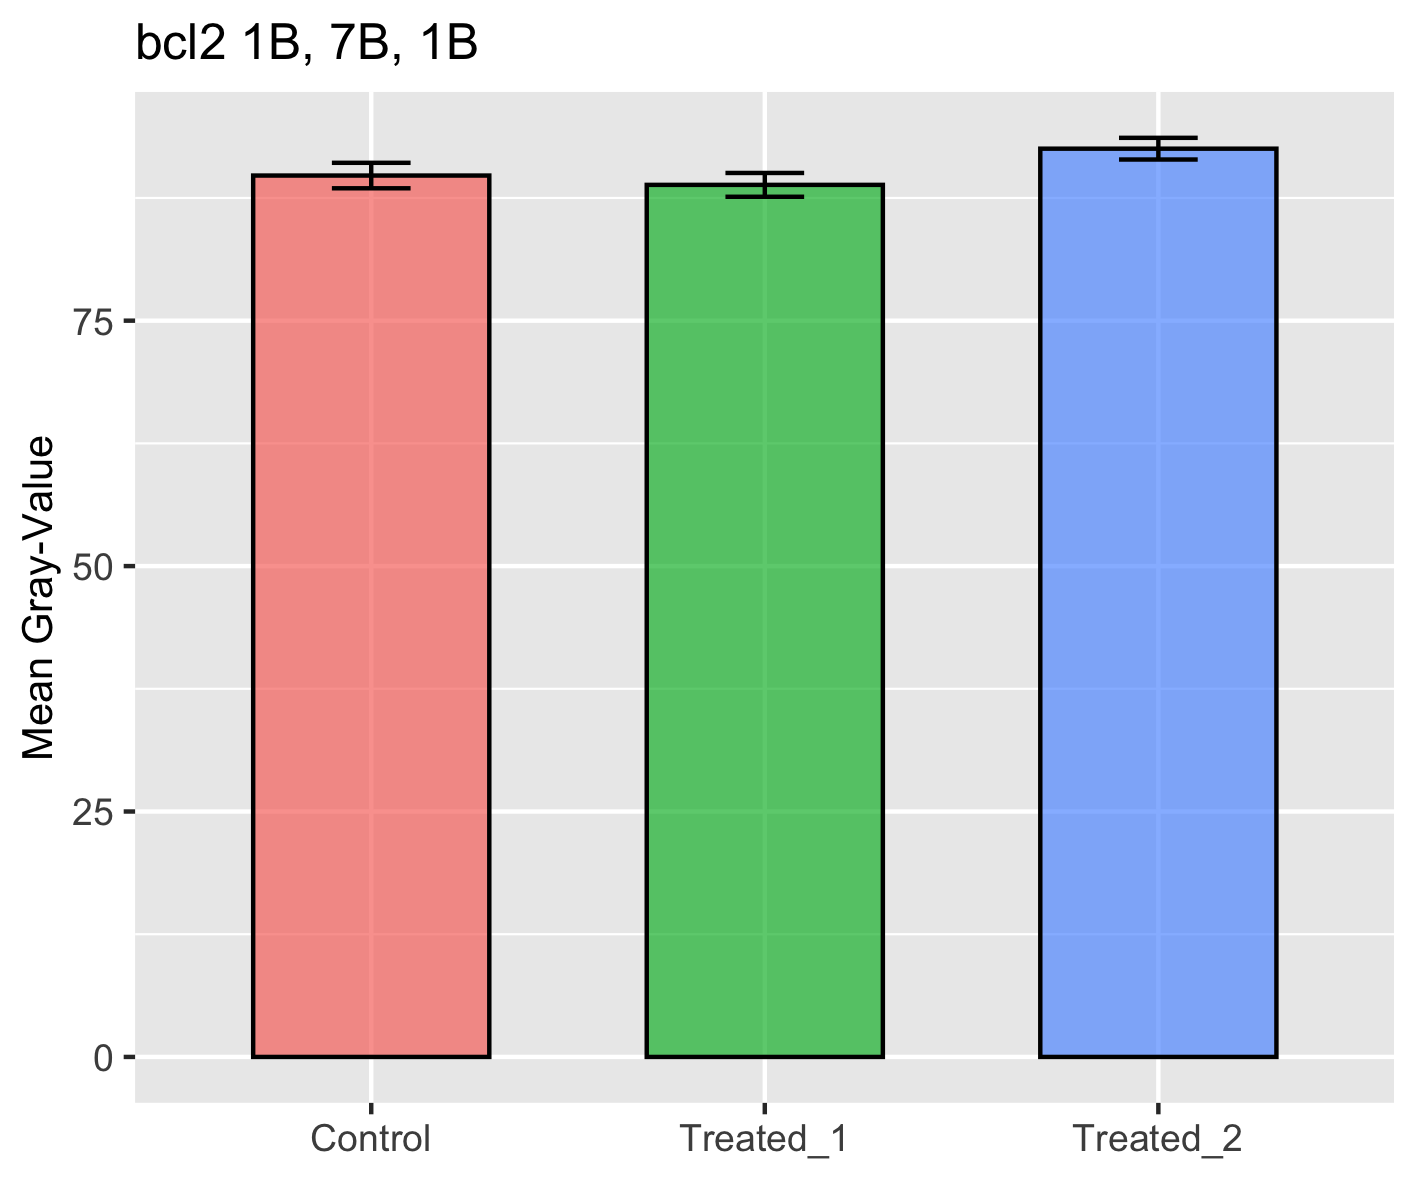 bcl2 1B, 7B, 1B
Mean Gray-Value
75
50
25
0
Control
Treated_1
Treated_2